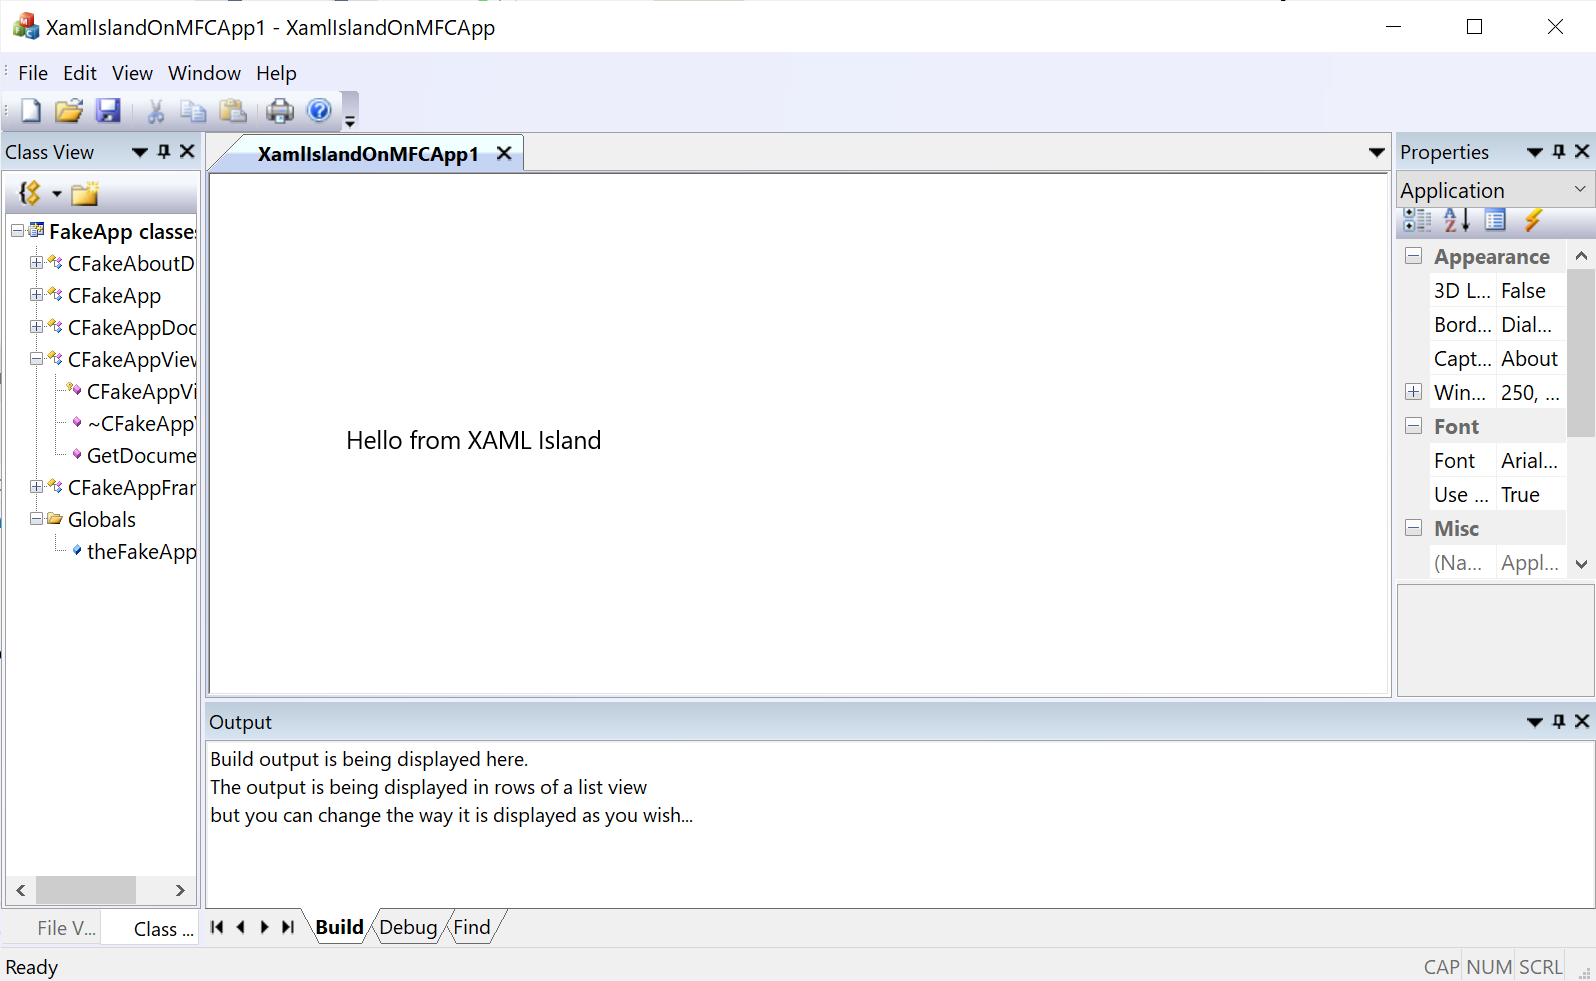 XamlIslandOnMFCApp1 - XamlIslandOnMFCApp
File Edit View Window Help
Class View
FakeApp classes
CFakeAboutD
CFakeApp
CFakeAppDoc
CFakeAppView
CFakeAppVi
~CFakeApp
GetDocume
CFakeAppFrar
Globals
theFakeApp
File V... Class ...
XamlIslandOnMFCApp1
Hello from XAML Island
Properties
Application
Appearance
3D L... False
Bord... Dial...
Capt... About
Win... 250, ...
Font
Font Arial...
Use ... True
Misc
(Na... Appl...
Output
Build output is being displayed here.
The output is being displayed in rows of a list view
but you can change the way it is displayed as you wish...
Build Debug Find
Ready
CAP NUM SCRL